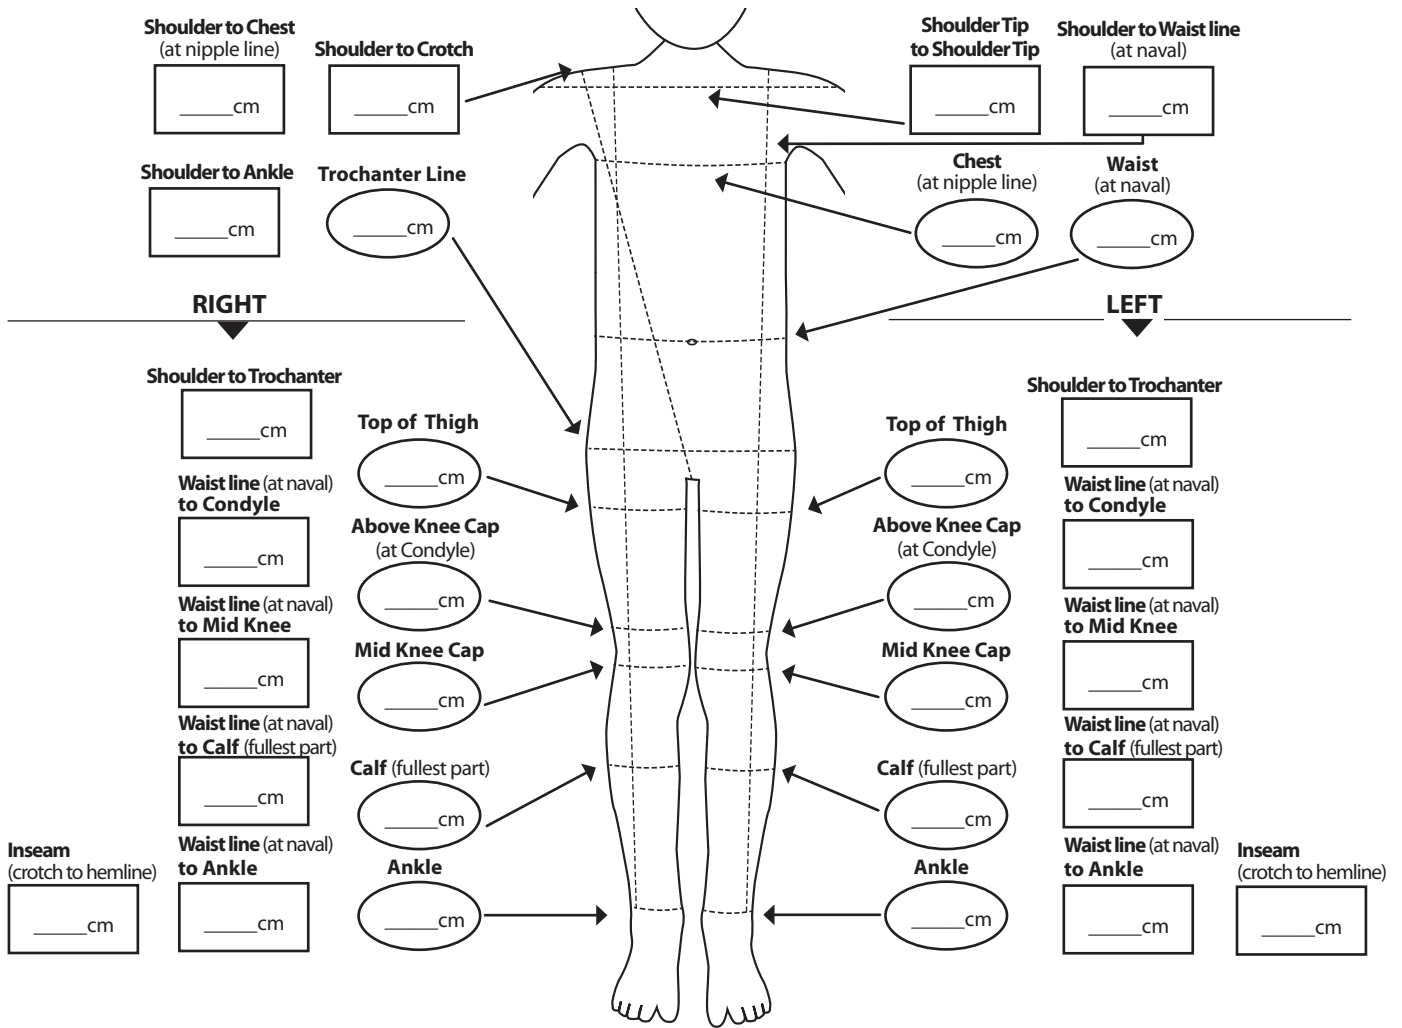 Shoulder to Chest
(at nipple line)
_____cm
Shoulder to Crotch
_____cm
Shoulder Tip
to Shoulder Tip
_____cm
Shoulder to Waist line
(at naval)
_____cm
Shoulder to Ankle
_____cm
Trochanter Line
_____cm
Chest
(at nipple line)
_____cm
Waist
(at naval)
_____cm
RIGHT
Shoulder to Trochanter
_____cm
Waist line (at naval)
to Condyle
_____cm
Waist line (at naval)
to Mid Knee
_____cm
Waist line (at naval)
to Calf (fullest part)
_____cm
Waist line (at naval)
to Ankle
_____cm
Inseam
(crotch to hemline)
_____cm
Top of Thigh
_____cm
Above Knee Cap
(at Condyle)
_____cm
Mid Knee Cap
_____cm
Calf (fullest part)
_____cm
Ankle
_____cm
LEFT
Top of Thigh
_____cm
Above Knee Cap
(at Condyle)
_____cm
Mid Knee Cap
_____cm
Calf (fullest part)
_____cm
Ankle
_____cm
Shoulder to Trochanter
_____cm
Waist line (at naval)
to Condyle
_____cm
Waist line (at naval)
to Mid Knee
_____cm
Waist line (at naval)
to Calf (fullest part)
_____cm
Waist line (at naval)
to Ankle
_____cm
Inseam
(crotch to hemline)
_____cm